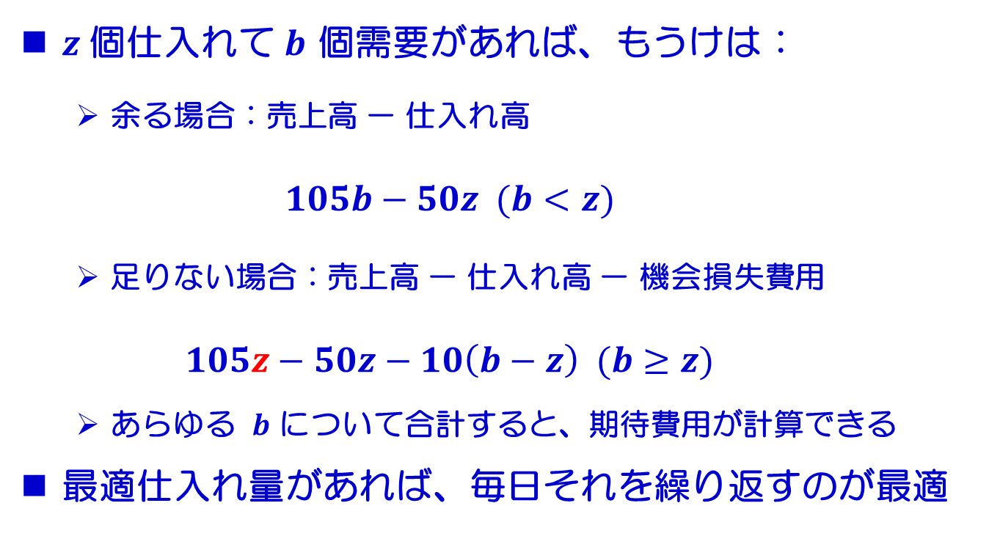 ■ z 個仕入れて b 個需要があれば、もうけは：
➢ 余る場合：売上高 － 仕入れ高
105b − 50z (b < z)
➢ 足りない場合：売上高 － 仕入れ高 － 機会損失費用
105z − 50z − 10(b − z) (b ≥ z)
➢ あらゆる b について合計すると、期待費用が計算できる
■ 最適仕入れ量があれば、毎日それを繰り返すのが最適